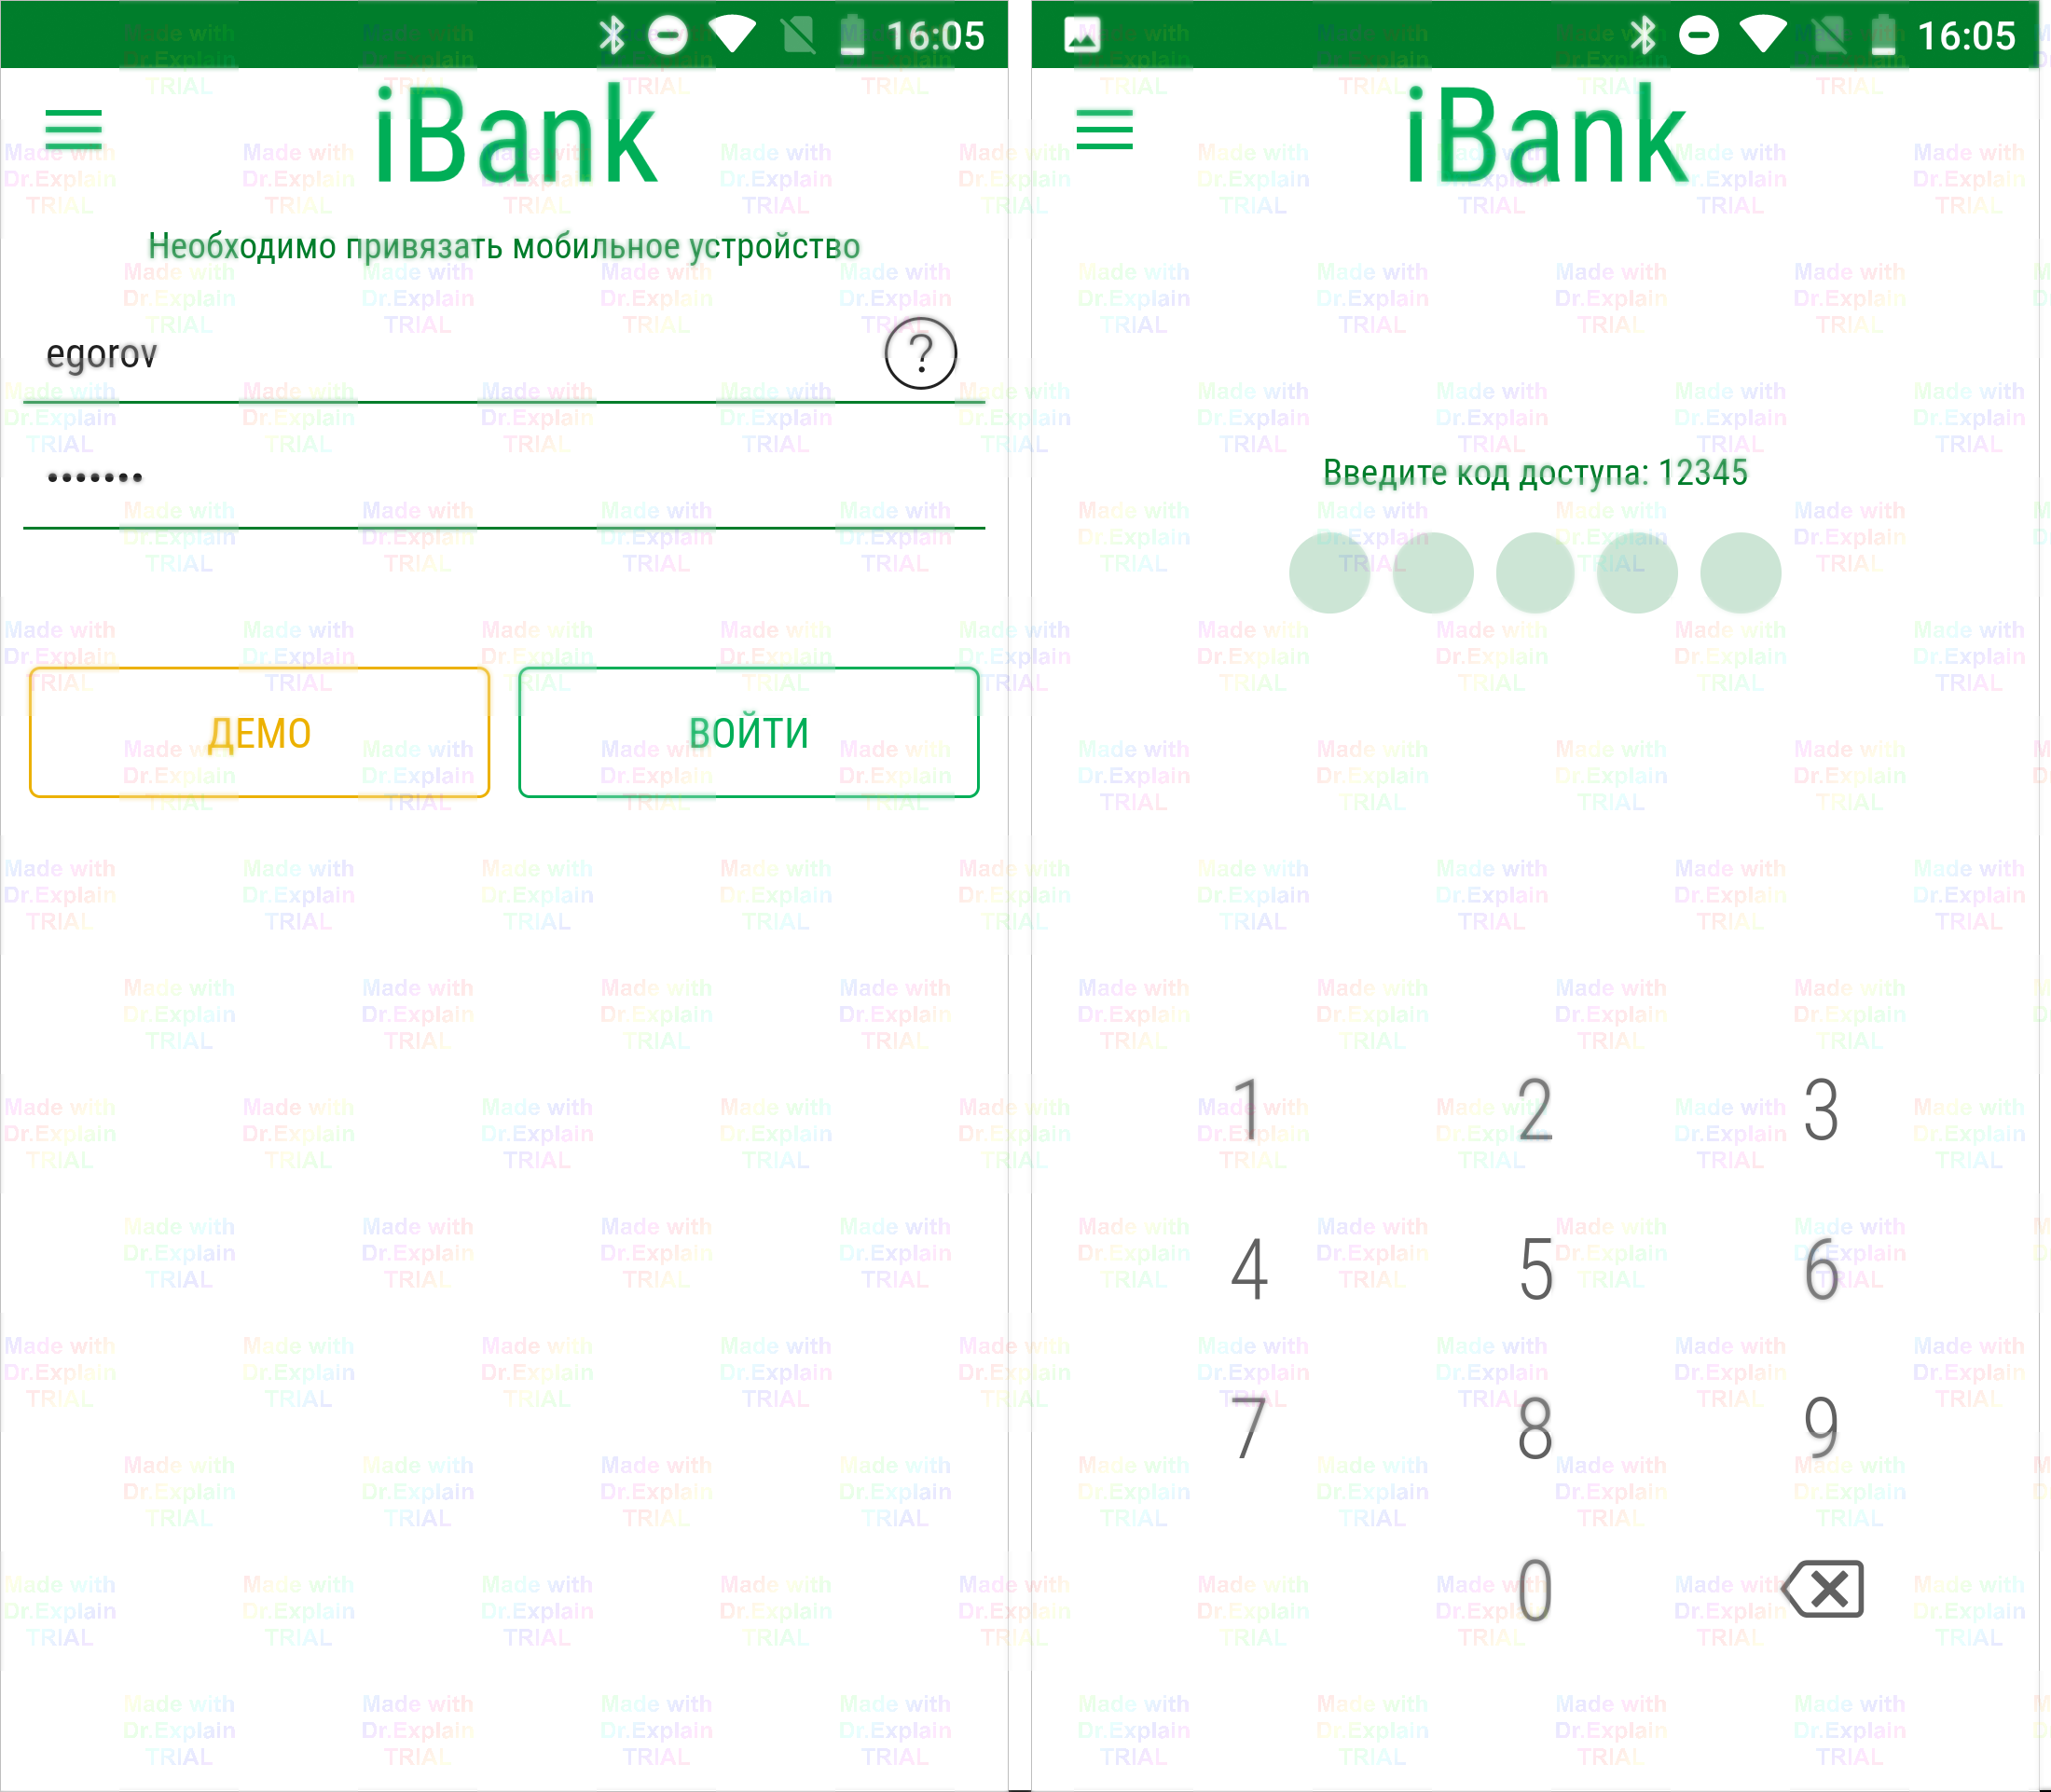 16:05
iBank
Необходимо привязать мобильное устройство
egorov
?
•••••••
ДЕМО ВОЙТИ
16:05
iBank
Введите код доступа: 12345
1 2 3
4 5 6
7 8 9
0
Made with
Dr.Explain
TRIAL